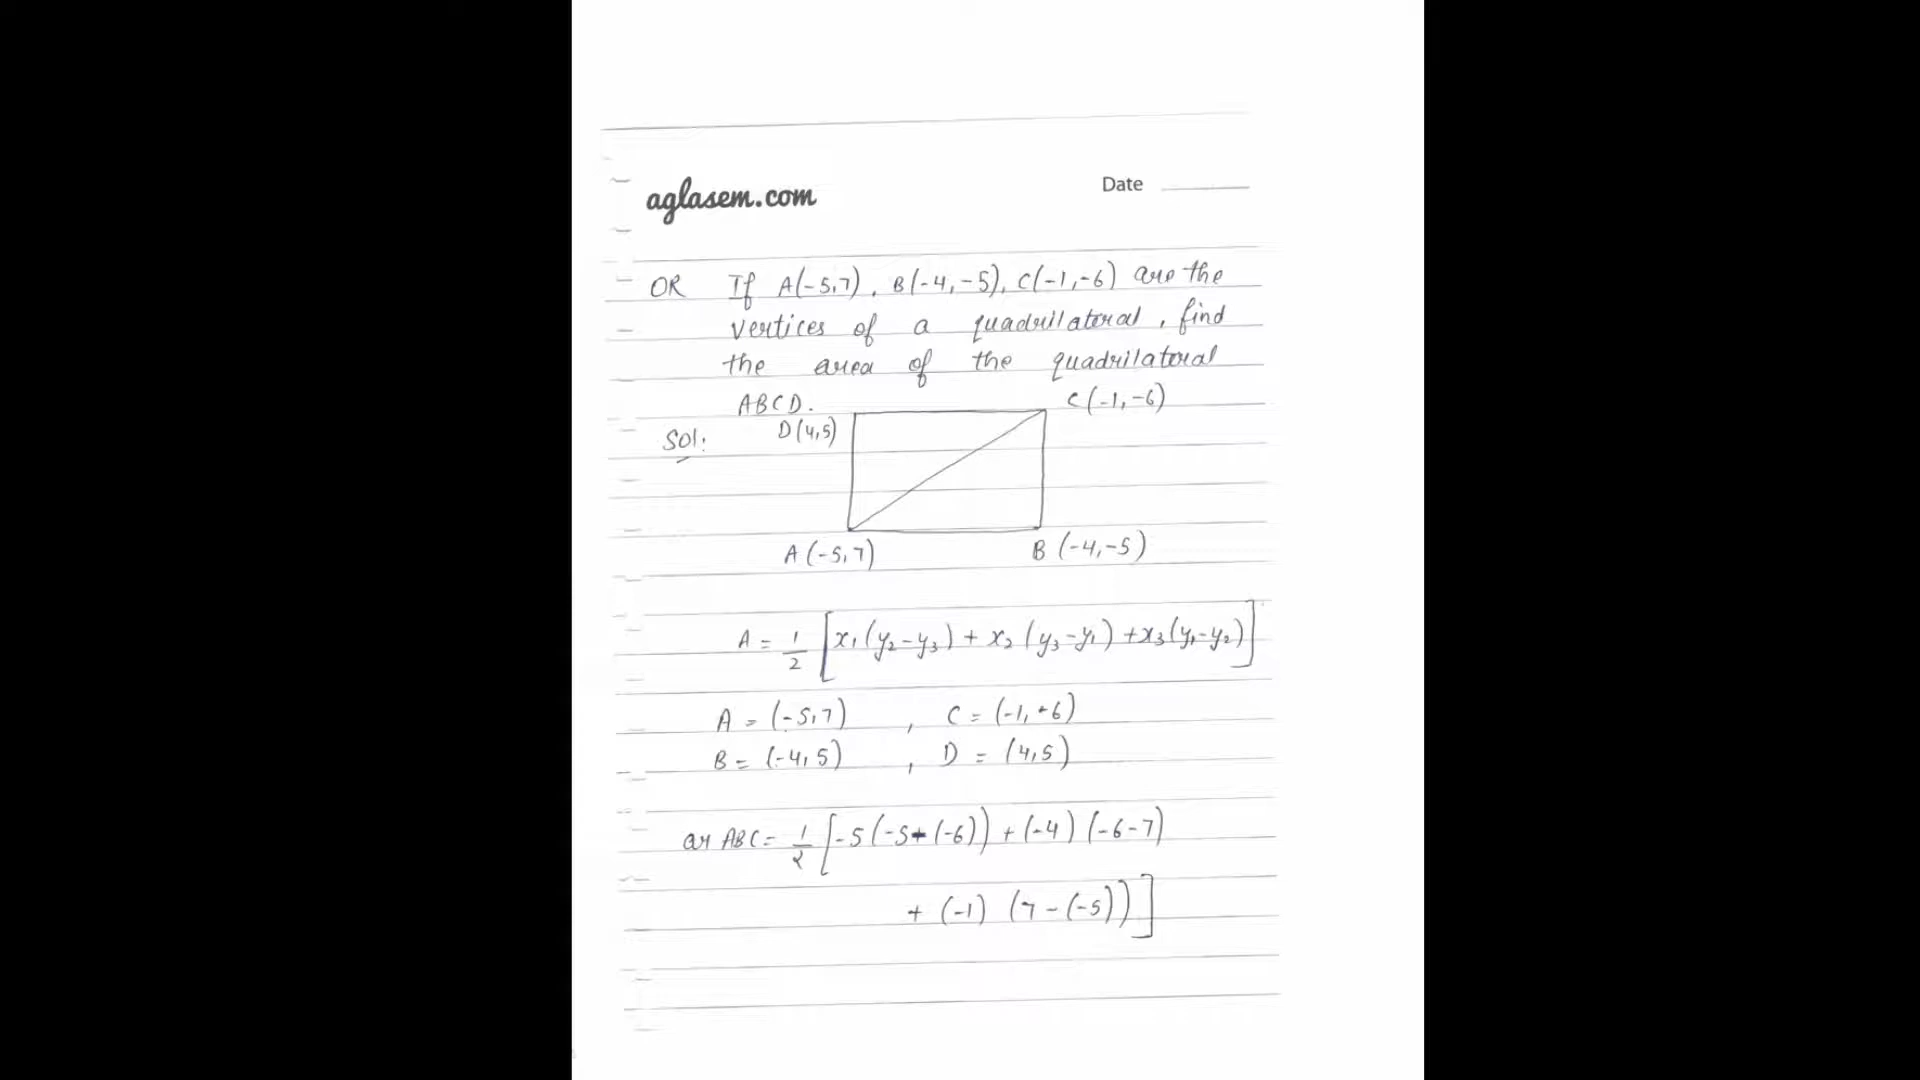 aglasem.com
Date
OR If A(-5,7), B(-4,-5), C(-1,-6) are the
vertices of a quadrilateral, find
the area of the quadrilateral
ABCD.
C(-1,-6)
Sol: D(4,5)
A(-5,7) B(-4,-5)
A = 1/2 [x₁(y₂-y₃) + x₂(y₃-y₁) + x₃(y₁-y₂)]
A = (-5,7) , C = (-1,-6)
B = (-4,5) , D = (4,5)
ar ABC = 1/2 [-5(-5-(-6)) + (-4) (-6-7)
+ (-1) (7-(-5))]